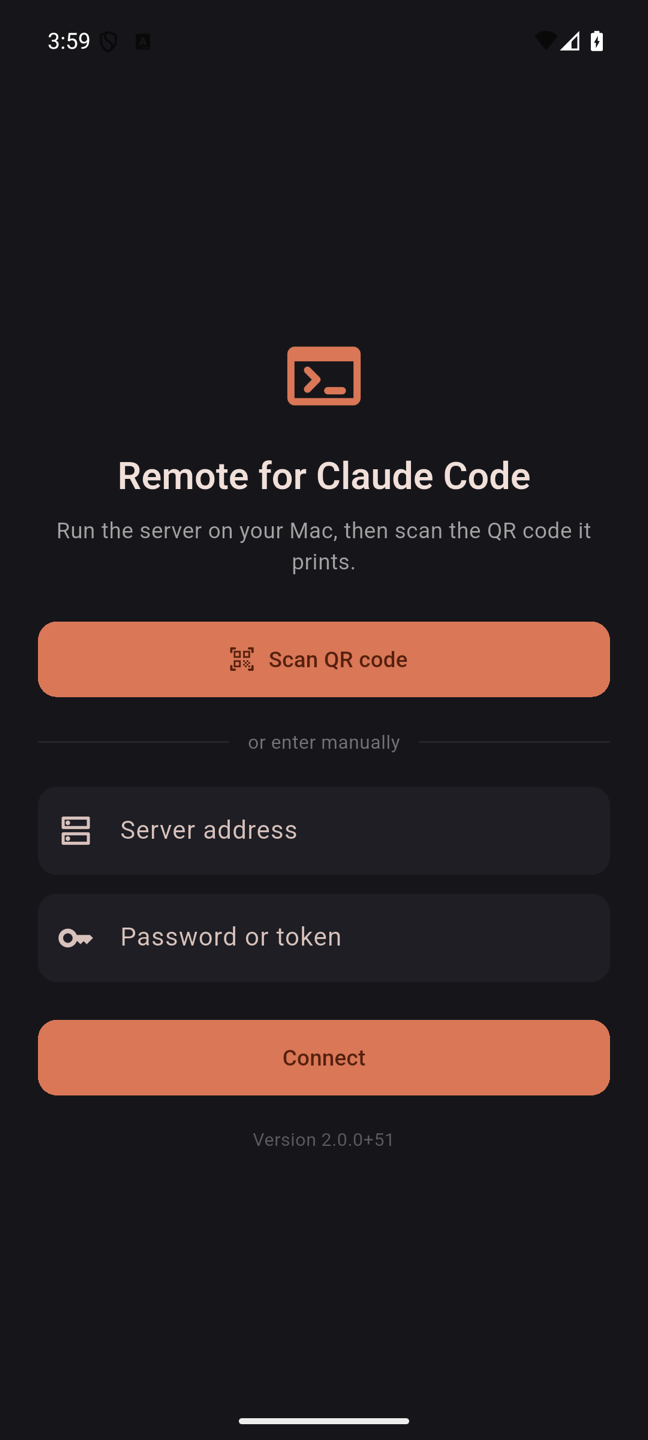 3:59
Remote for Claude Code
Run the server on your Mac, then scan the QR code it
prints.
Scan QR code
or enter manually
Server address
Password or token
Connect
Version 2.0.0+51